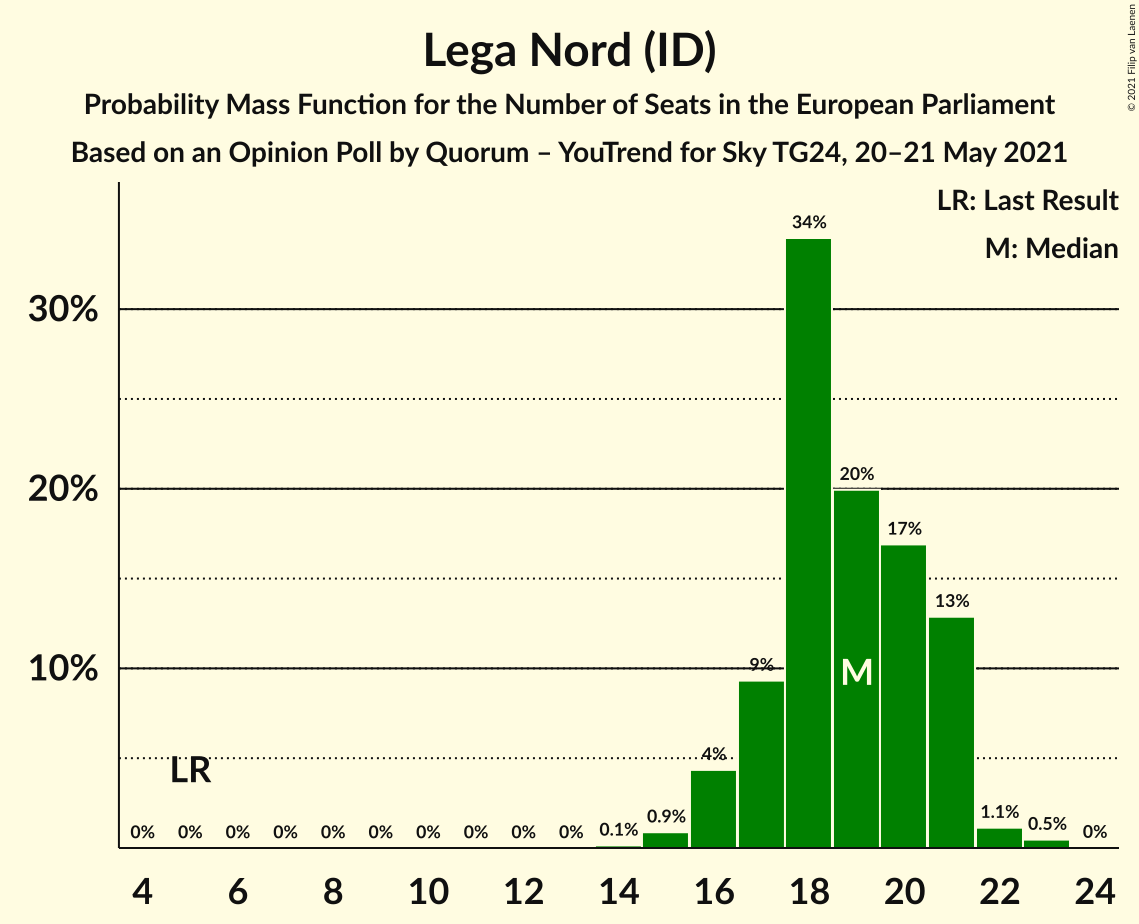 Lega Nord (ID)
Probability Mass Function for the Number of Seats in the European Parliament
Based on an Opinion Poll by Quorum – YouTrend for Sky TG24, 20–21 May 2021
© 2021 Filip van Laenen
LR: Last Result
M: Median
34%
30%
20%
20%
17%
13%
10%
9%
M
4%
LR
0% 0% 0% 0% 0% 0% 0% 0% 0% 0% 0.1% 0.9% 1.1% 0.5% 0%
4 6 8 10 12 14 16 18 20 22 24